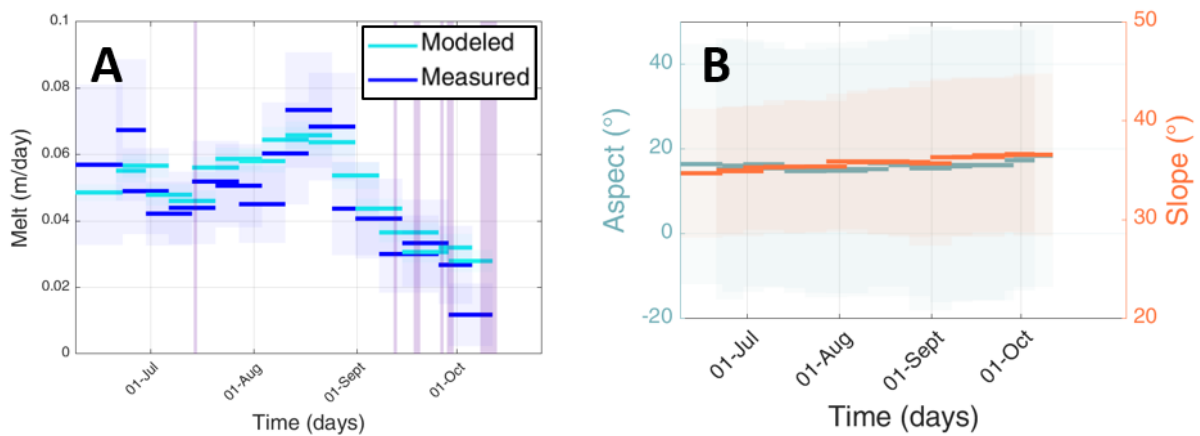 A
Modeled
Measured
0.1
0.08
0.06
0.04
0.02
0
Melt (m/day)
01-Jul
01-Aug
01-Sept
01-Oct
Time (days)
B
40
20
0
-20
Aspect (°)
50
40
30
20
Slope (°)
01-Jul
01-Aug
01-Sept
01-Oct
Time (days)